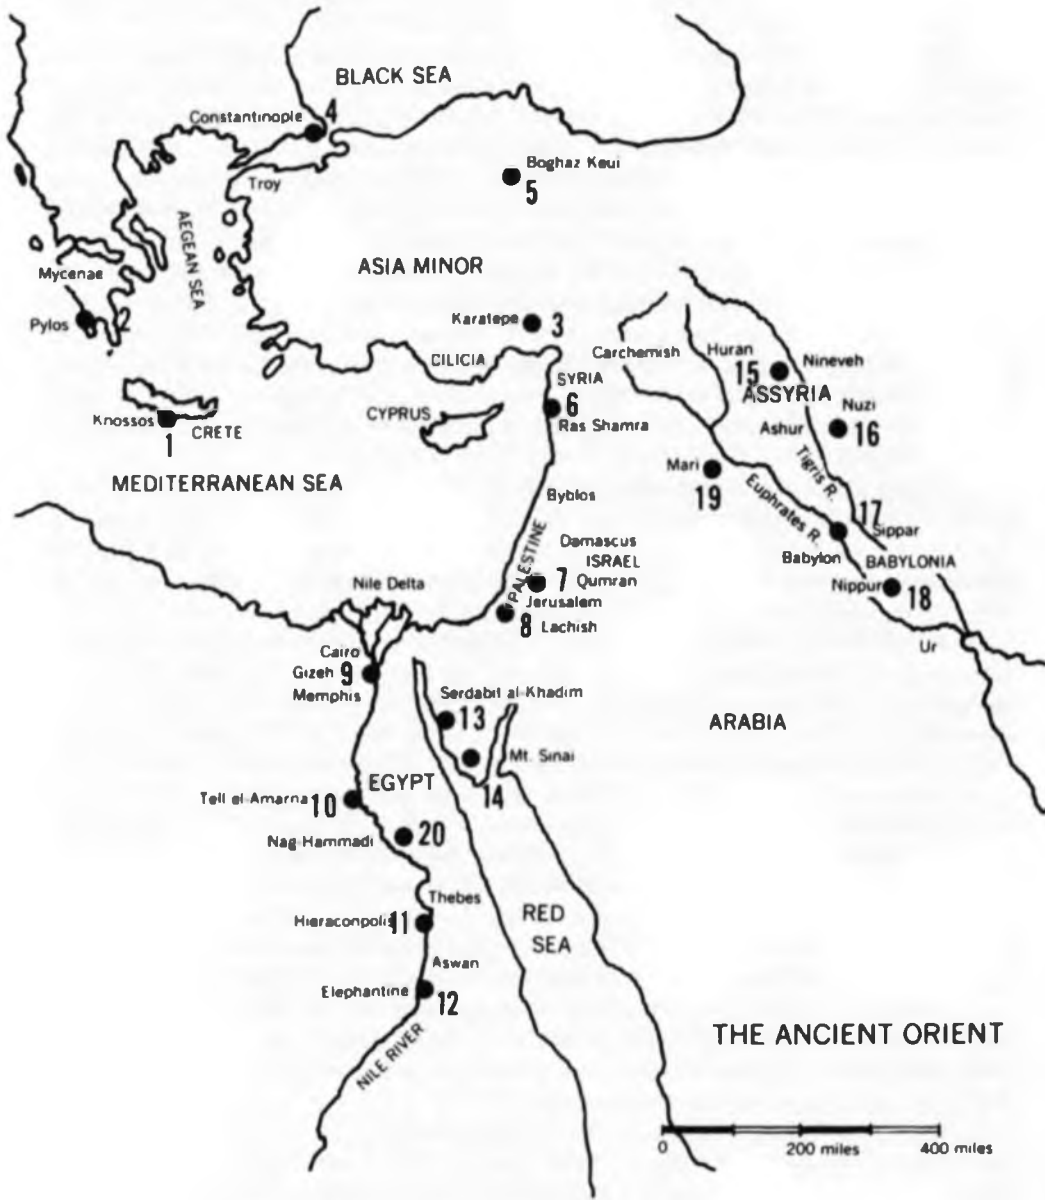 BLACK SEA
Constantinople 4
Boghaz Keui
5
Troy
AEGEAN SEA
ASIA MINOR
Mycenae
Pylos 2
Karatepe 3
CILICIA
Carchemish
Huran
15
Nineveh
ASSYRIA
SYRIA
6
Ras Shamra
Nuzi
16
Ashur
Knossos
1
CRETE
CYPRUS
Mari
19
Tigris R.
MEDITERRANEAN SEA
Euphrates R.
Byblos
17
Sippar
Damascus
ISRAEL
PALESTINE
7 Qumran
Babylon
BABYLONIA
Nippur
18
Nile Delta
Jerusalem
8 Lachish
Ur
Cairo
Gizeh 9
Memphis
Serdabit al-Khadim
13
ARABIA
Mt. Sinai
14
EGYPT
Tell el-Amarna 10
Nag-Hammadi
20
Thebes
Hieraconpolis 11
RED
SEA
Aswan
Elephantine
12
NILE RIVER
THE ANCIENT ORIENT
0 200 miles 400 miles